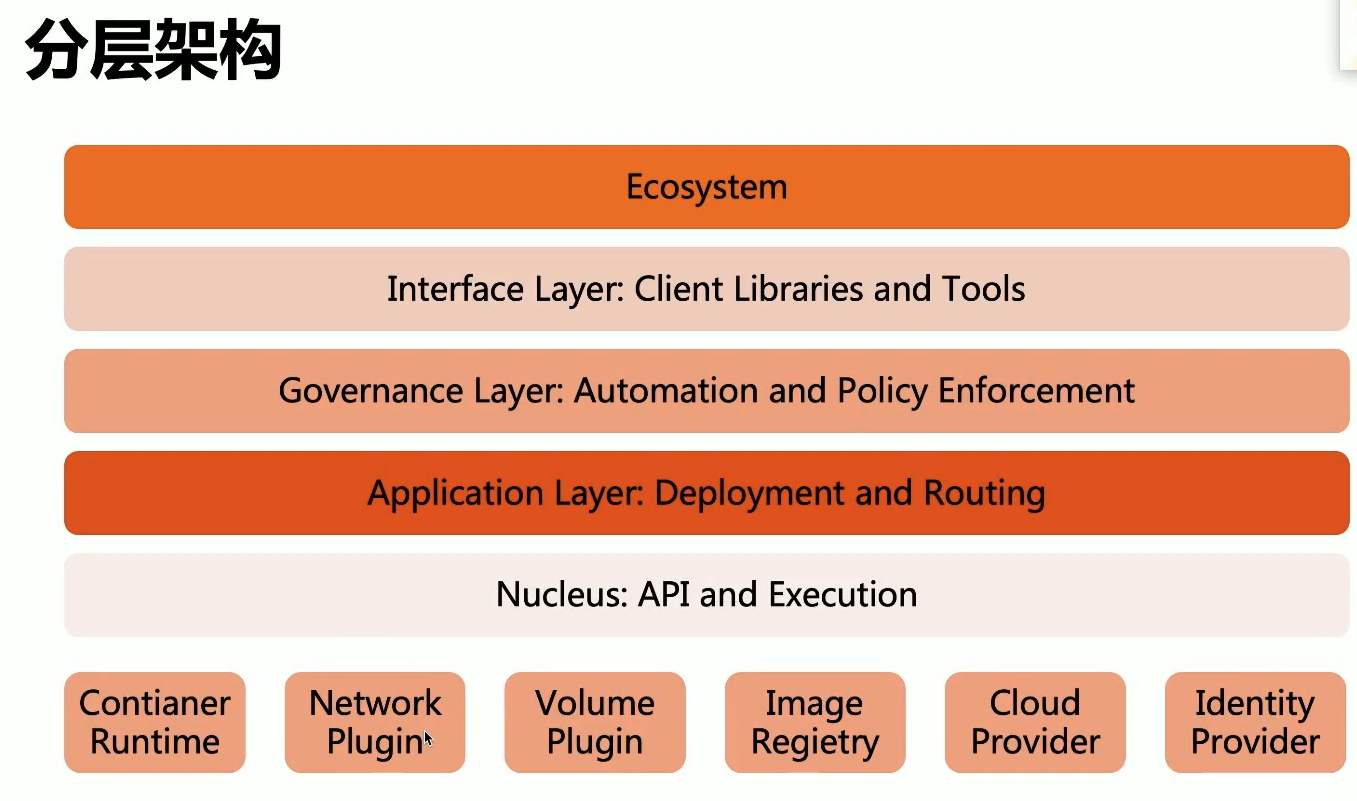 分层架构
Ecosystem
Interface Layer: Client Libraries and Tools
Governance Layer: Automation and Policy Enforcement
Application Layer: Deployment and Routing
Nucleus: API and Execution
Contianer
Runtime
Network
Plugin
Volume
Plugin
Image
Regietry
Cloud
Provider
Identity
Provider